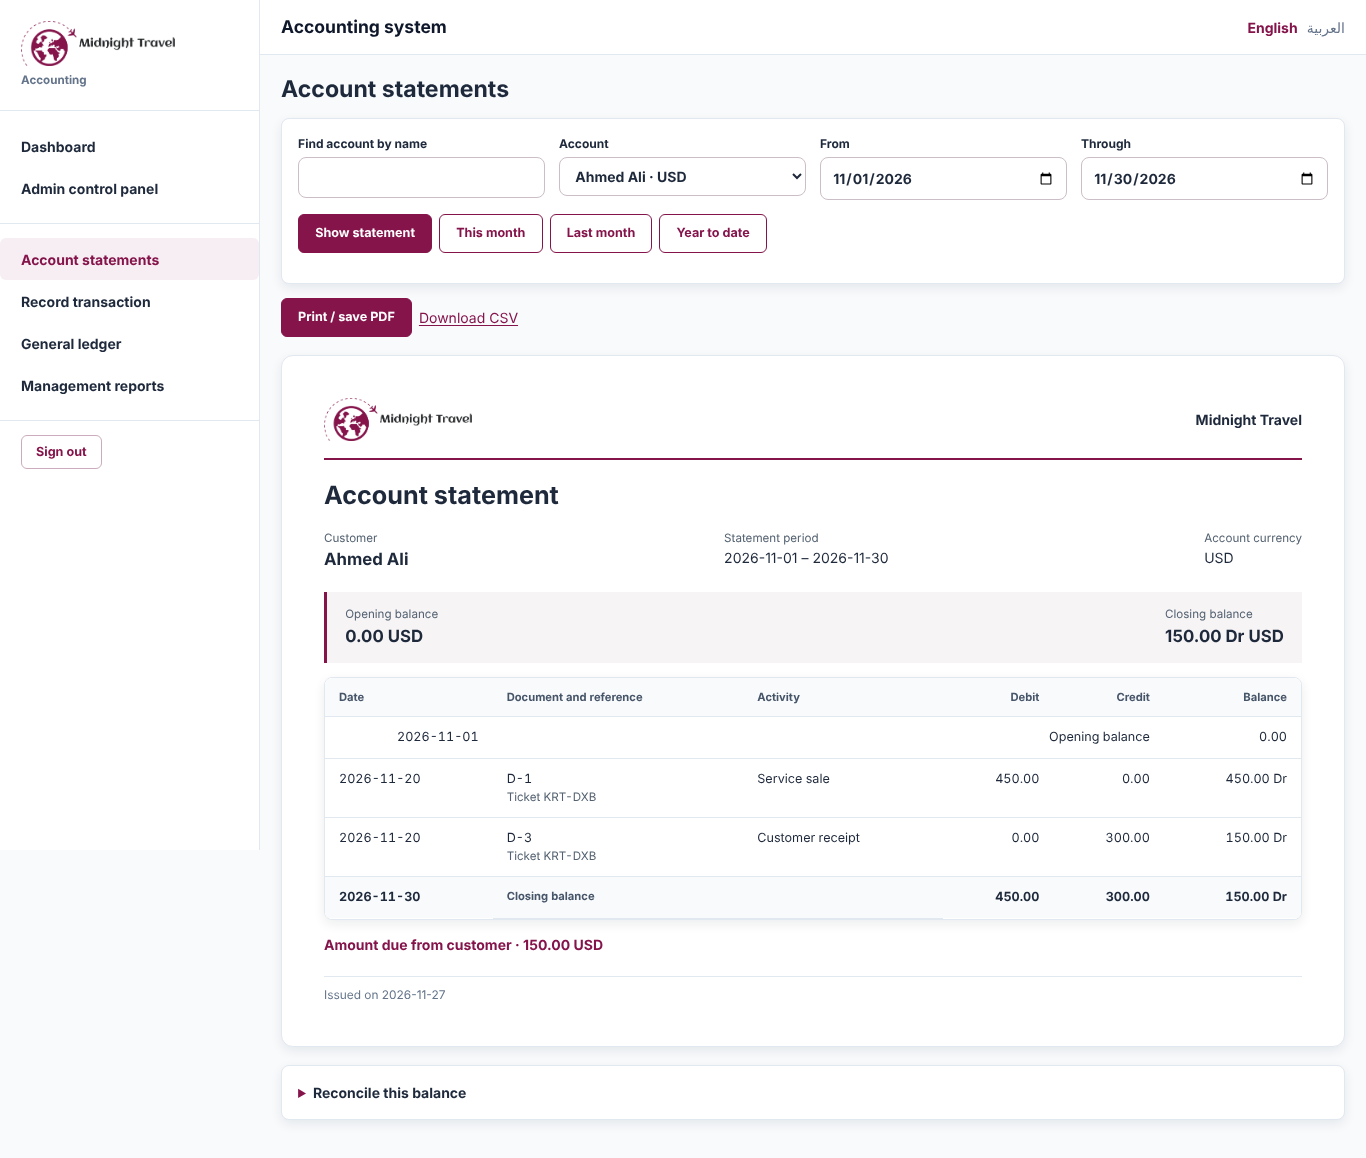 Midnight Travel
Accounting
Accounting system
English العربية
Dashboard
Admin control panel
Account statements
Record transaction
General ledger
Management reports
Sign out
Account statements
Find account by name Account From Through
Ahmed Ali · USD 11/01/2026 11/30/2026
Show statement This month Last month Year to date
Print / save PDF Download CSV
Midnight Travel Midnight Travel
Account statement
Customer Statement period Account currency
Ahmed Ali 2026-11-01 – 2026-11-30 USD
Opening balance Closing balance
0.00 USD 150.00 Dr USD
Date Document and reference Activity Debit Credit Balance
2026-11-01 Opening balance 0.00
2026-11-20 D-1 Service sale 450.00 0.00 450.00 Dr
Ticket KRT-DXB
2026-11-20 D-3 Customer receipt 0.00 300.00 150.00 Dr
Ticket KRT-DXB
2026-11-30 Closing balance 450.00 300.00 150.00 Dr
Amount due from customer · 150.00 USD
Issued on 2026-11-27
Reconcile this balance